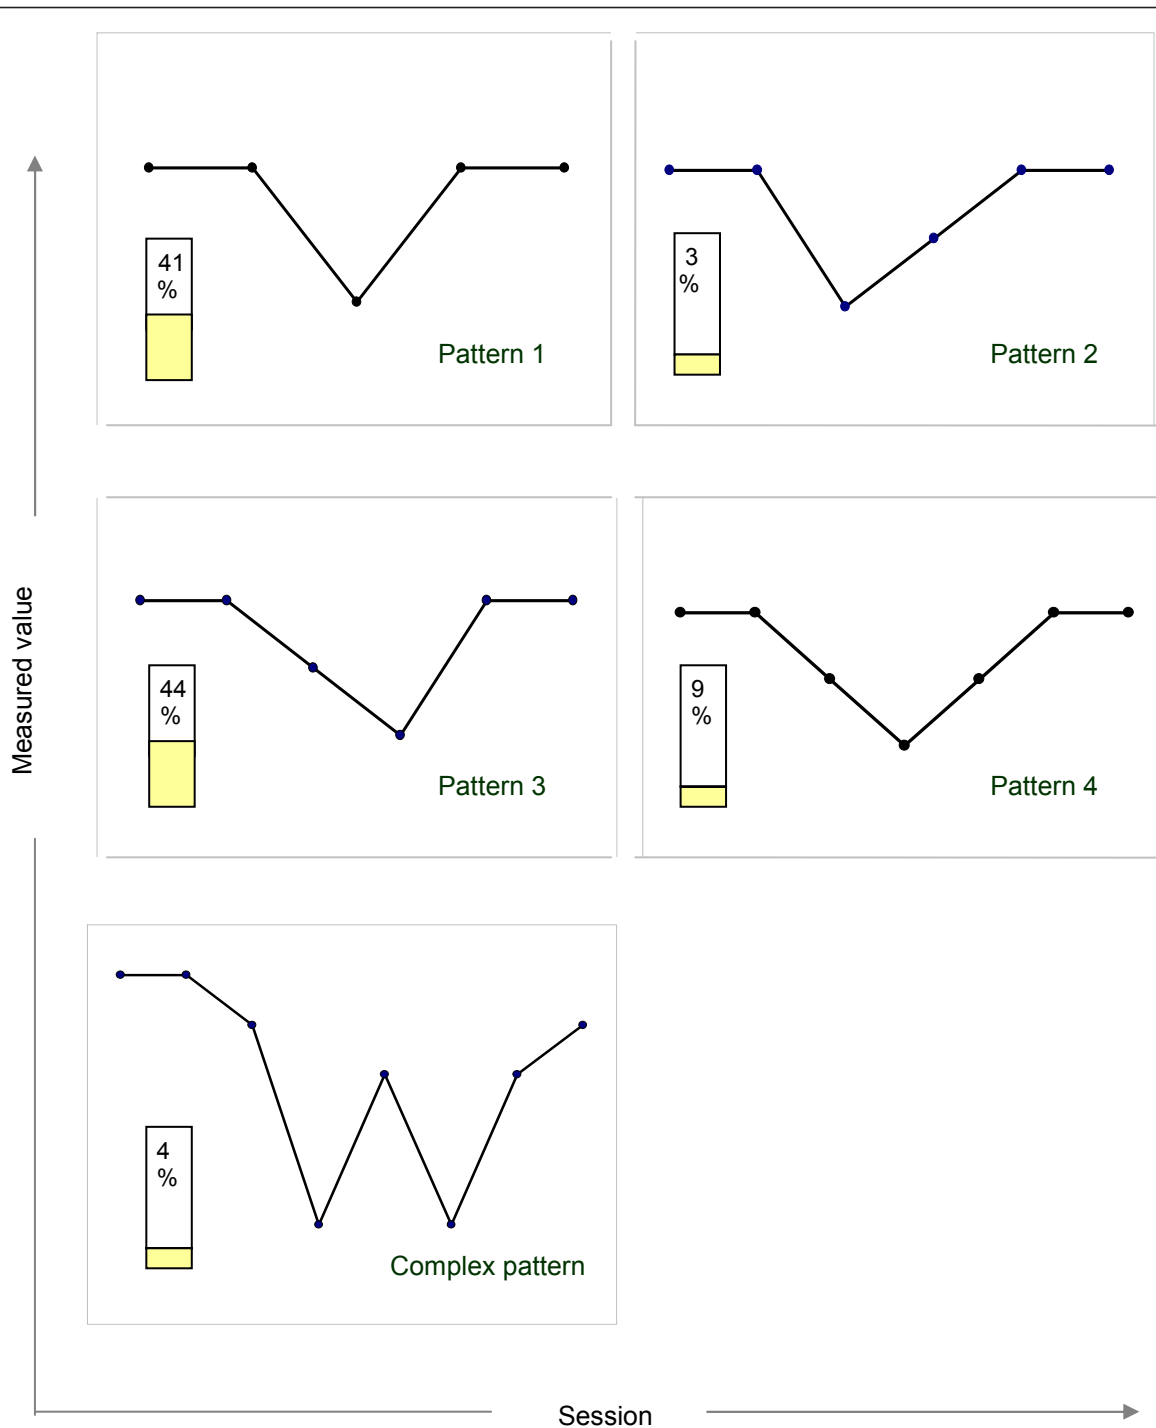 41
%
Pattern 1
3
%
Pattern 2
Measured value
44
%
Pattern 3
9
%
Pattern 4
4
%
Complex pattern
Session